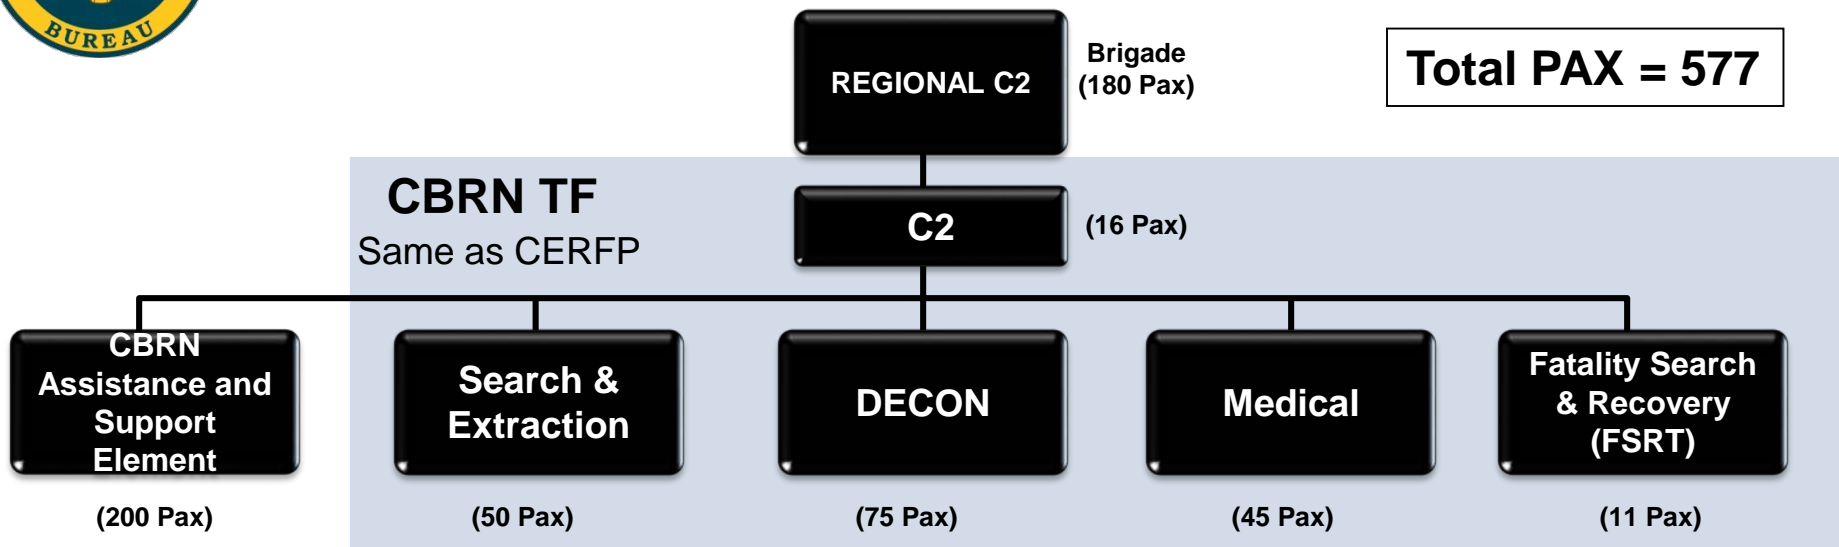 BUREAU
REGIONAL C2
Brigade
(180 Pax)
Total PAX = 577
CBRN TF
Same as CERFP
C2
(16 Pax)
CBRN
Assistance and
Support
Element
Search &
Extraction
DECON
Medical
Fatality Search
& Recovery
(FSRT)
(200 Pax)
(50 Pax)
(75 Pax)
(45 Pax)
(11 Pax)